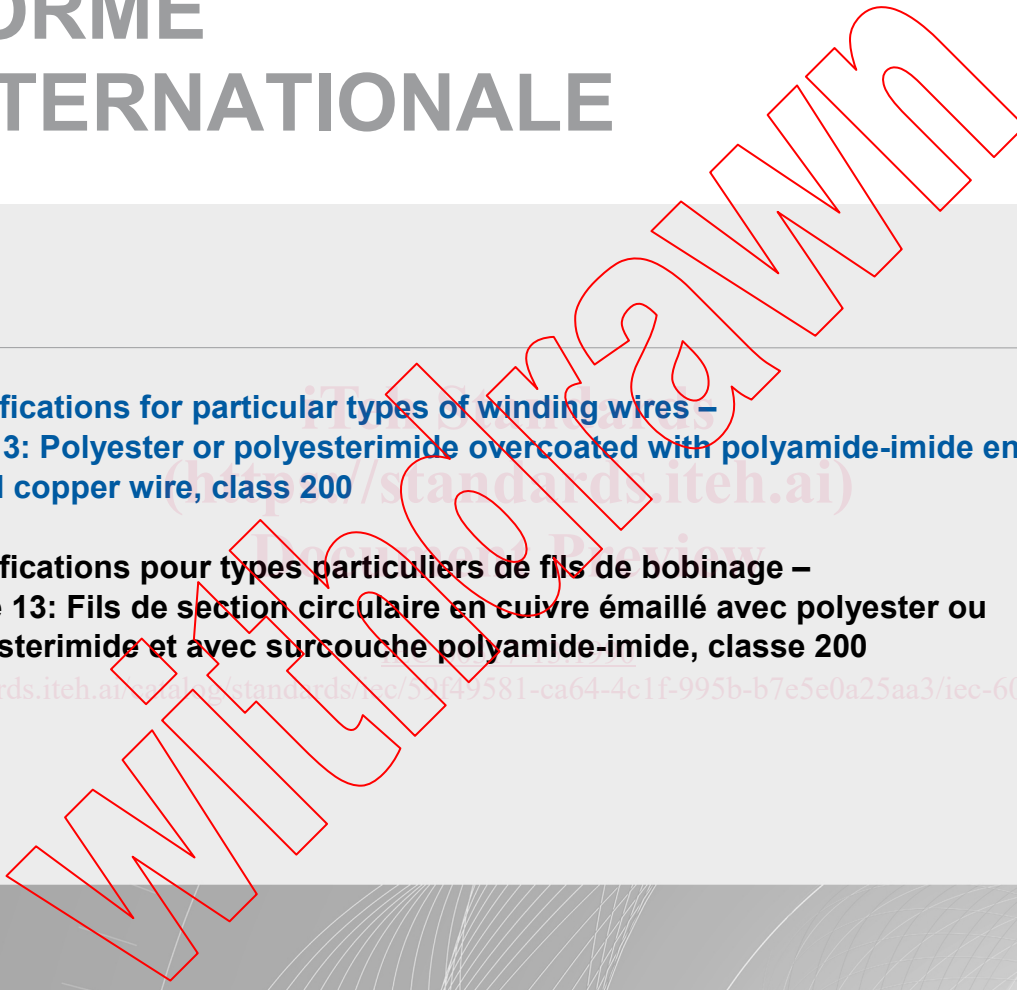 ORME
TERNATIONALE
fications for particular types of winding wires –
3: Polyester or polyesterimide overcoated with polyamide-imide en
d copper wire, class 200
iTeh Standards
(https://standards.iteh.ai)
Document Preview
fications pour types particuliers de fils de bobinage –
e 13: Fils de section circulaire en cuivre émaillé avec polyester ou
sterimide et avec surcouche polyamide-imide, classe 200
rds.iteh.ai/catalog/standards/iec/59f49581-ca64-4c1f-995b-b7e5e0a25aa3/iec-60
withdrawn